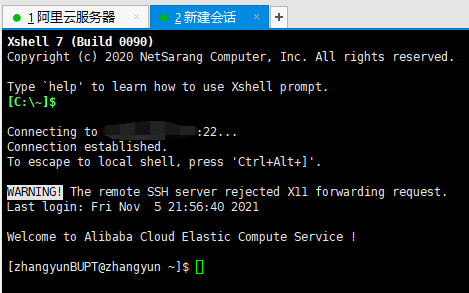 1 阿里云服务器 2 新建会话
Xshell 7 (Build 0090)
Copyright (c) 2020 NetSarang Computer, Inc. All rights reserved.
Type `help' to learn how to use Xshell prompt.
[C:\~]$
Connecting to :22...
Connection established.
To escape to local shell, press 'Ctrl+Alt+]'.
WARNING! The remote SSH server rejected X11 forwarding request.
Last login: Fri Nov  5 21:56:40 2021
Welcome to Alibaba Cloud Elastic Compute Service !
[zhangyunBUPT@zhangyun ~]$